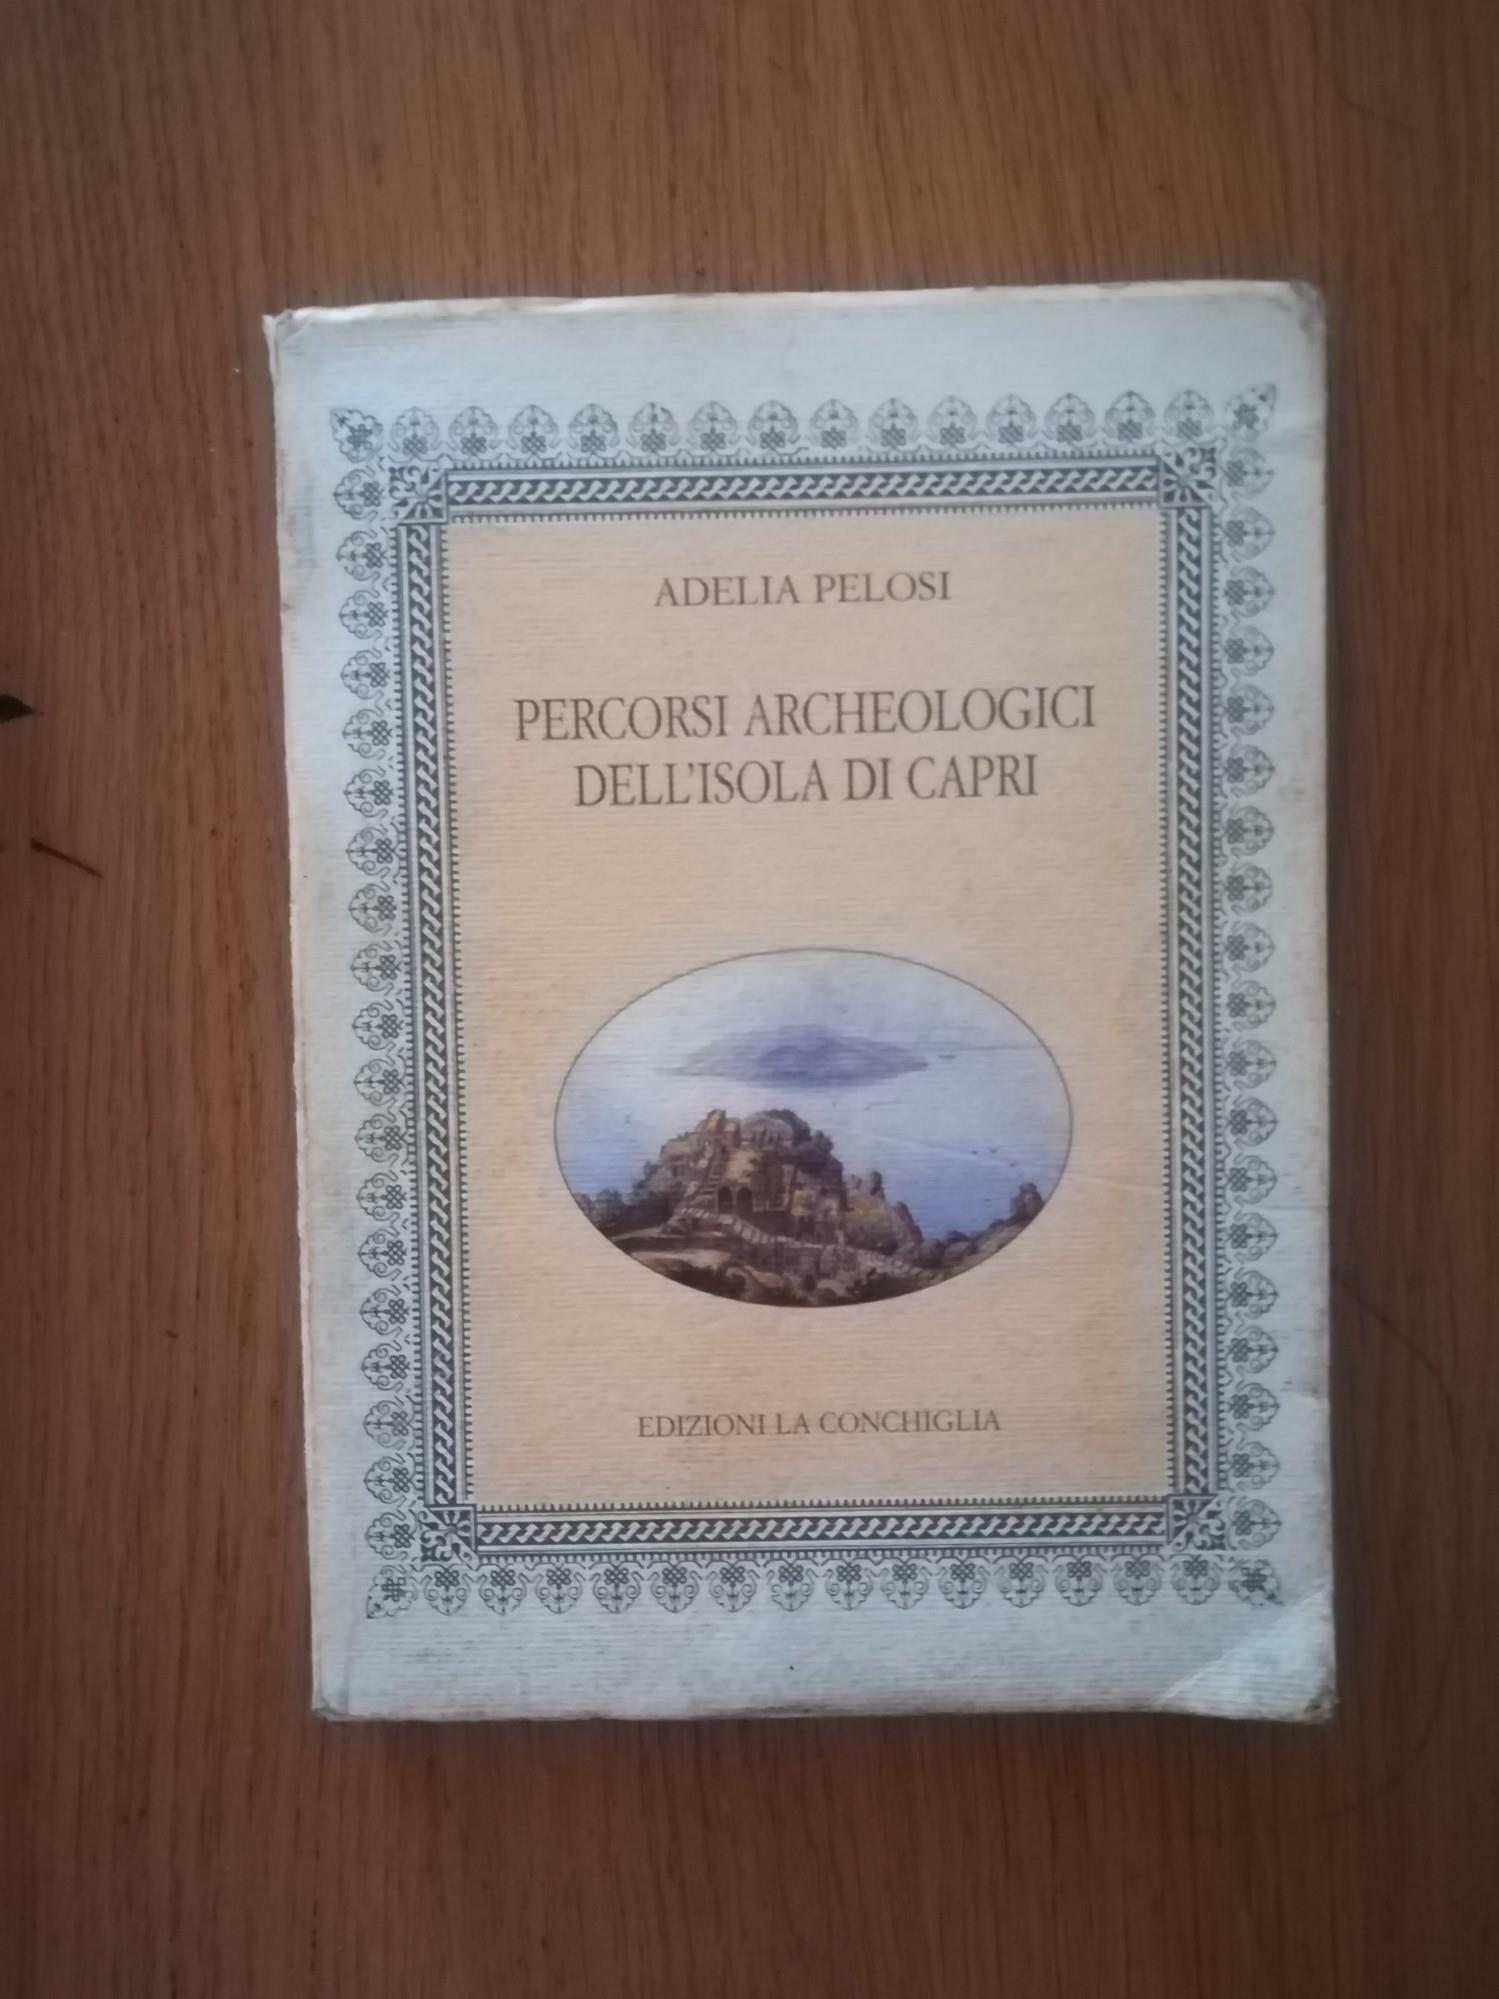 ADELIA PELOSI
PERCORSI ARCHEOLOGICI
DELL'ISOLA DI CAPRI
EDIZIONI LA CONCHIGLIA